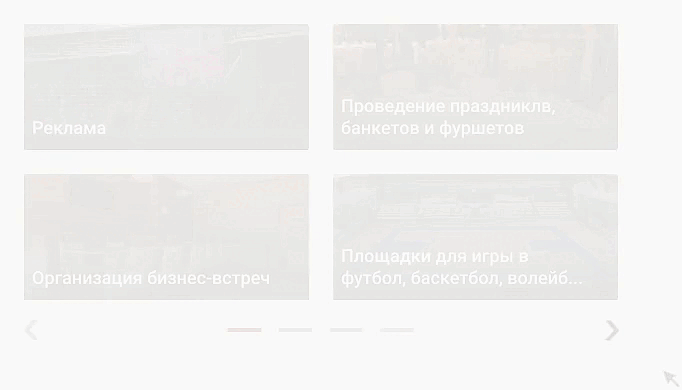 Реклама
Проведение праздниклв,
банкетов и фуршетов
Организация бизнес-встреч
Площадки для игры в
футбол, баскетбол, волейб...